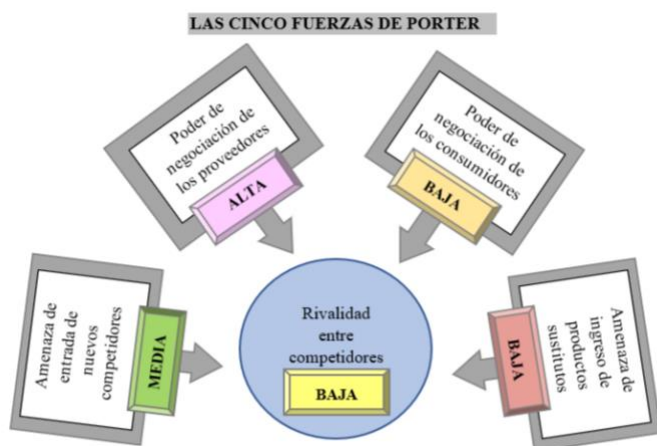 LAS CINCO FUERZAS DE PORTER
Poder de
negociación de
los proveedores
ALTA
Poder de
negociación de
los consumidores
BAJA
Amenaza de
entrada de
nuevos
competidores
MEDIA
Rivalidad
entre
competidores
BAJA
Amenaza de
ingreso de
productos
sustitutos
BAJA